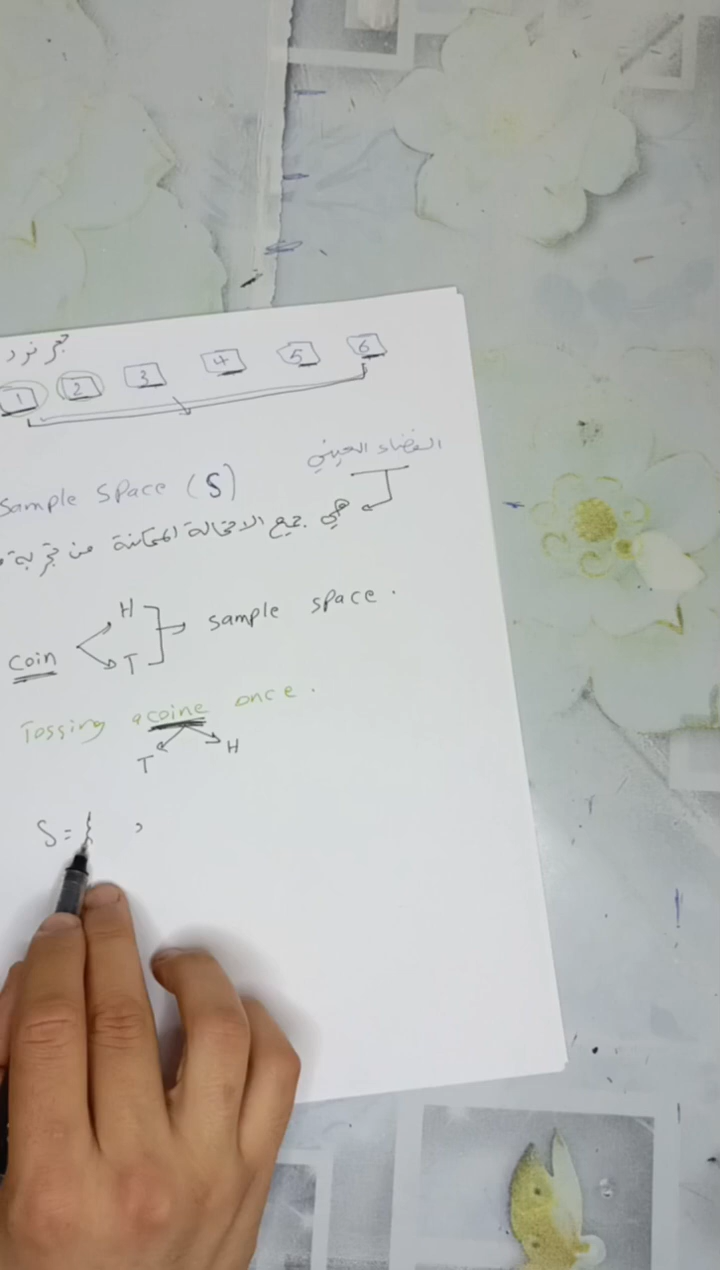 حجر نرد
1 2 3 4 5 6
الفضاء العيني
Sample Space (S)
هي جميع الاحتمالة الممكنة من تجربة
Coin H T sample space.
Tossing a coine once.
T H
S = { ,